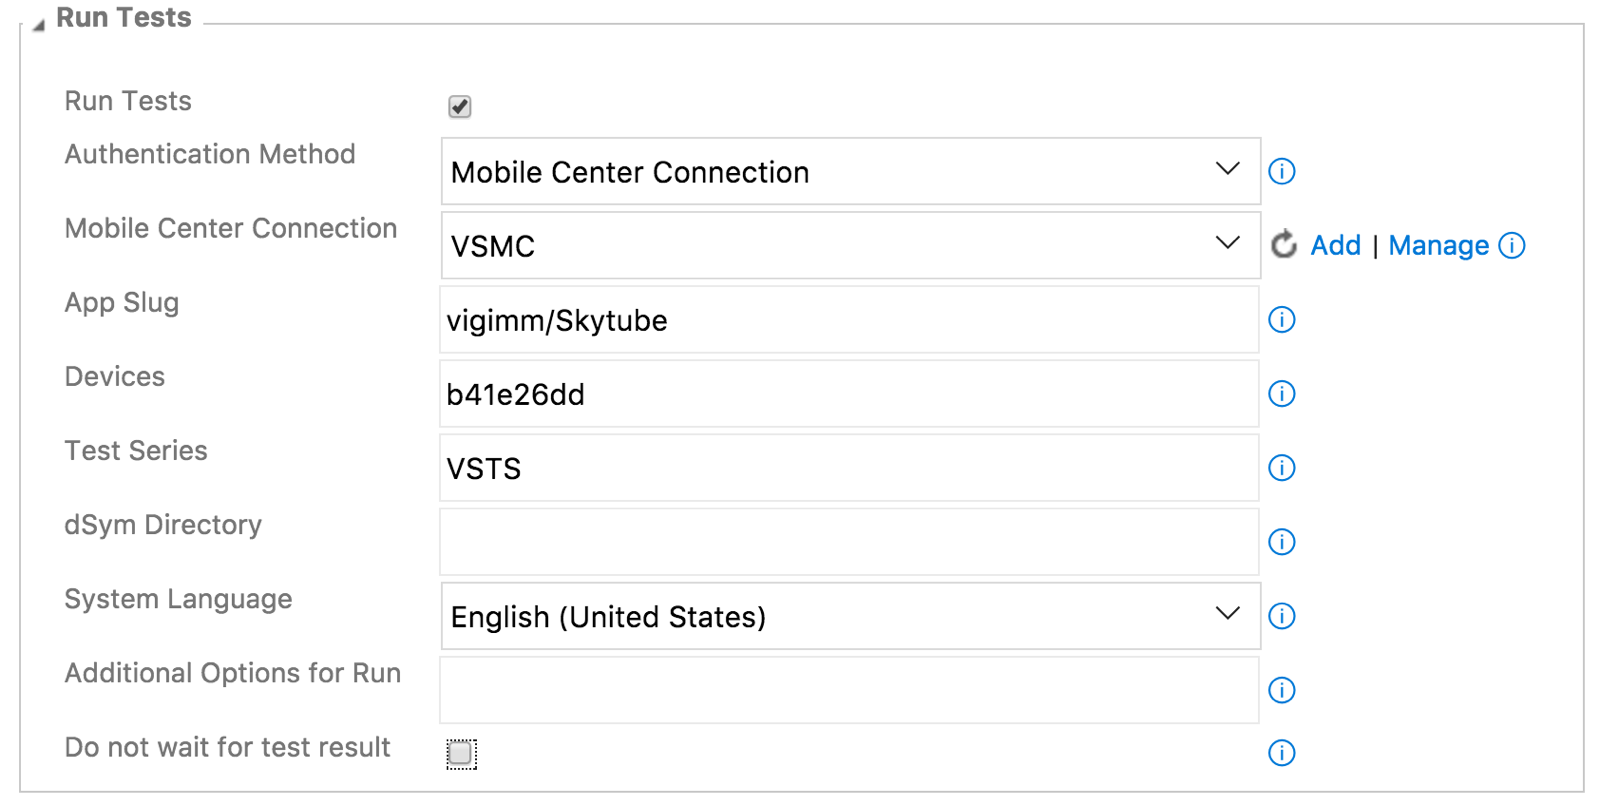 Run Tests
Run Tests
Authentication Method
Mobile Center Connection
Mobile Center Connection
VSMC
Add | Manage
App Slug
vigimm/Skytube
Devices
b41e26dd
Test Series
VSTS
dSym Directory
System Language
English (United States)
Additional Options for Run
Do not wait for test result